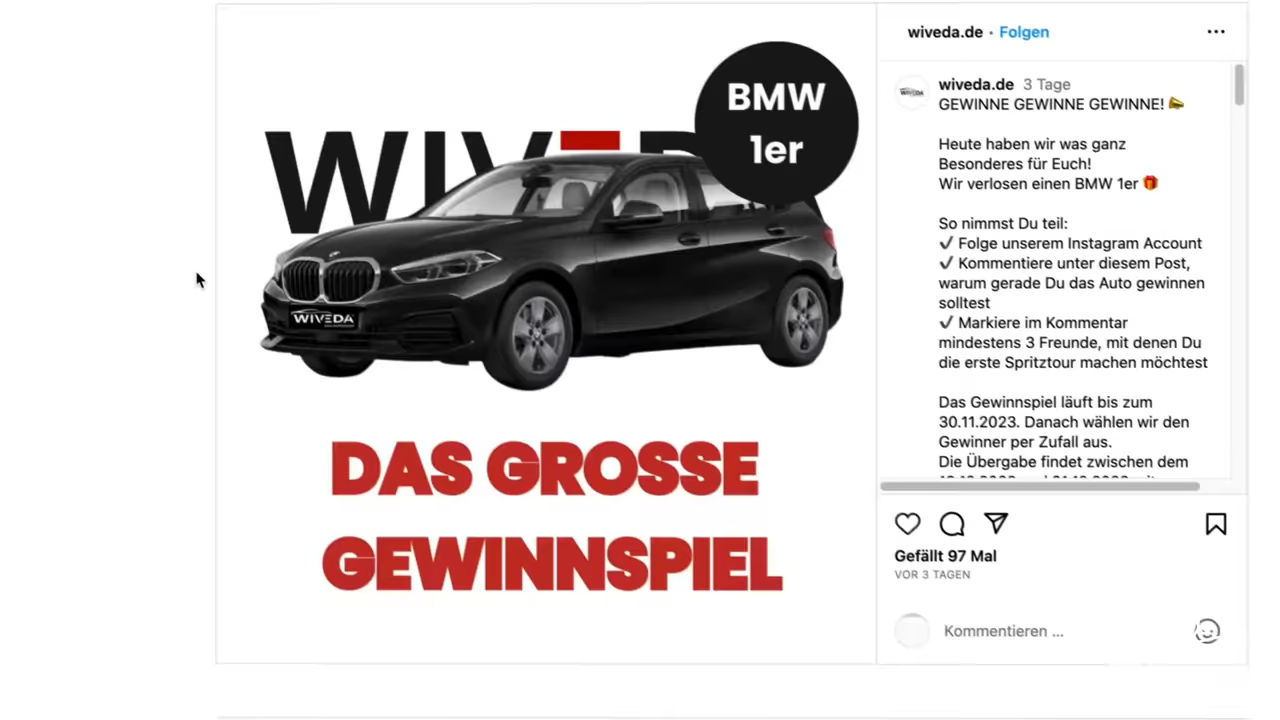 BMW
1er
WIVED
WIVEDA
DAS GROSSE
GEWINNSPIEL
wiveda.de • Folgen
WIVEDA
wiveda.de 3 Tage
GEWINNE GEWINNE GEWINNE! 📣
Heute haben wir was ganz
Besonderes für Euch!
Wir verlosen einen BMW 1er 🎁
So nimmst Du teil:
✔ Folge unserem Instagram Account
✔ Kommentiere unter diesem Post,
warum gerade Du das Auto gewinnen
solltest
✔ Markiere im Kommentar
mindestens 3 Freunde, mit denen Du
die erste Spritztour machen möchtest
Das Gewinnspiel läuft bis zum
30.11.2023. Danach wählen wir den
Gewinner per Zufall aus.
Die Übergabe findet zwischen dem
Gefällt 97 Mal
VOR 3 TAGEN
Kommentieren ...